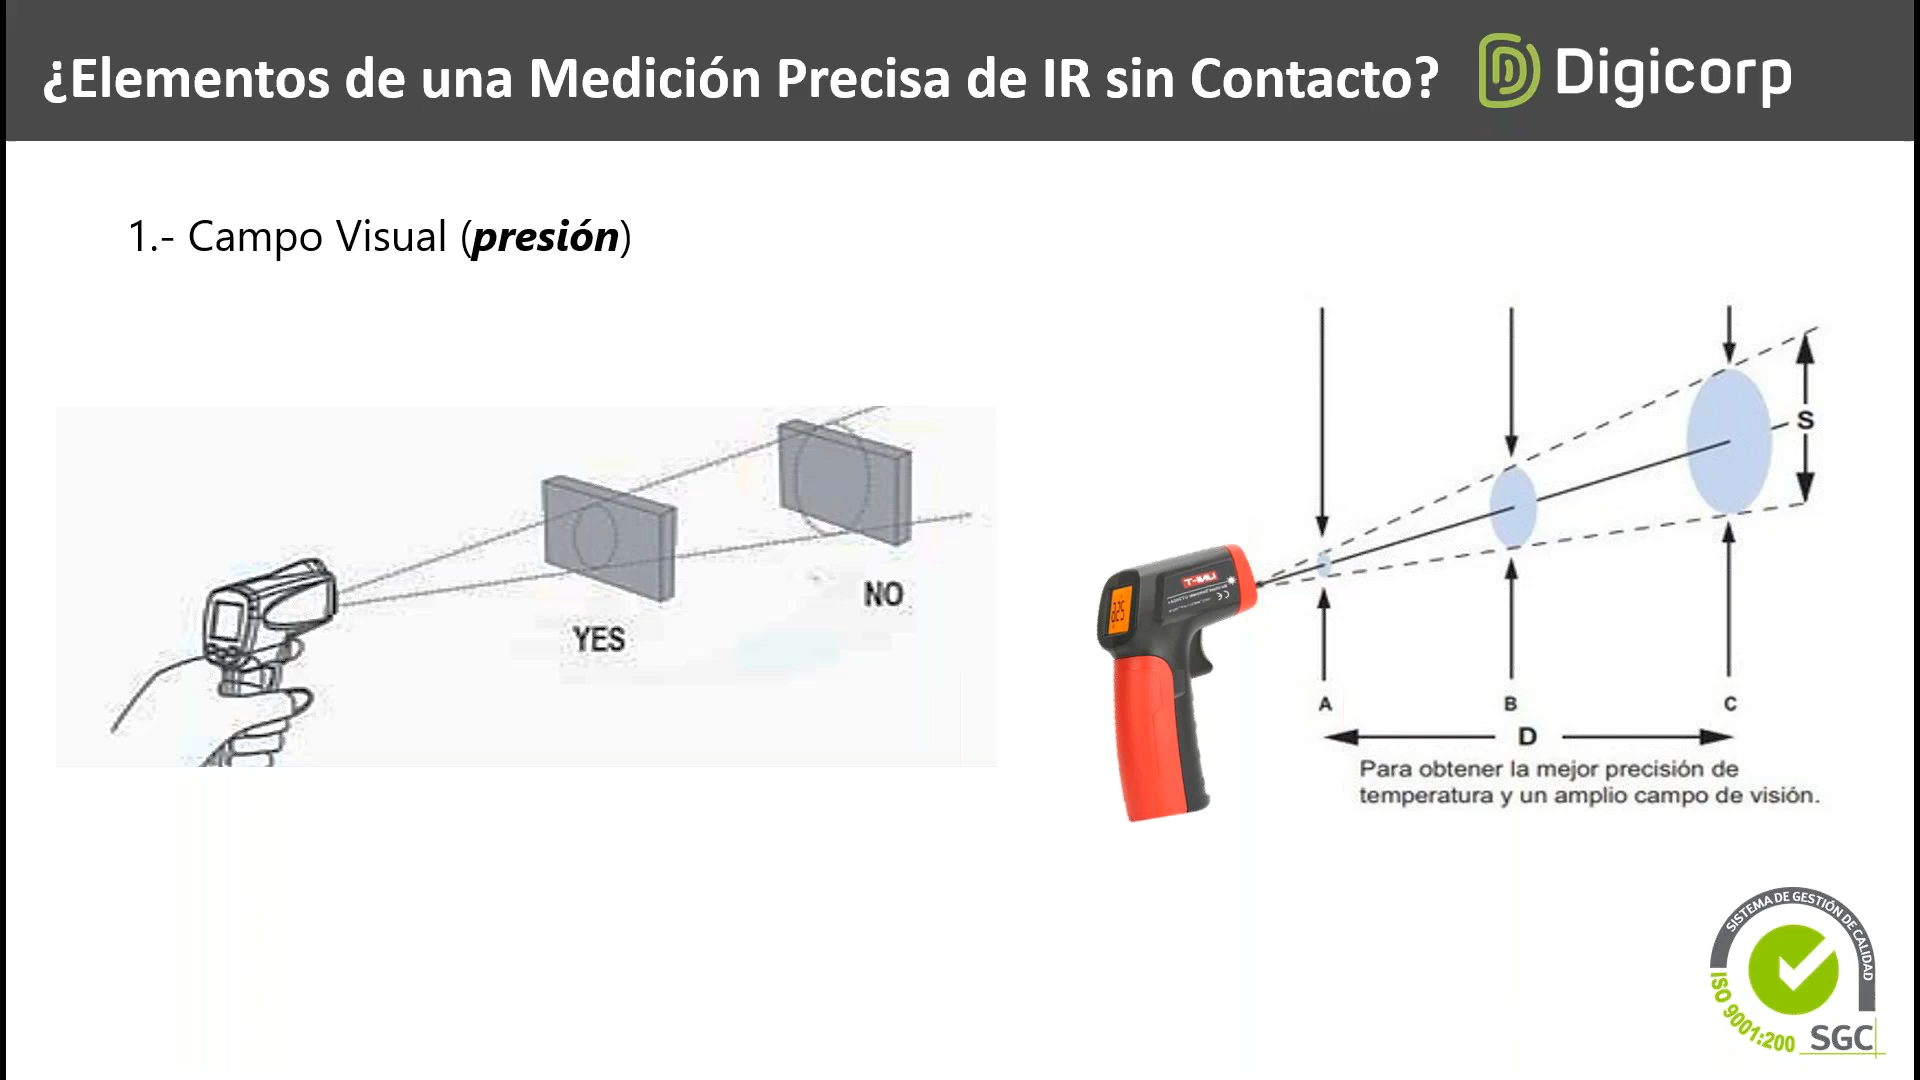 ¿Elementos de una Medición Precisa de IR sin Contacto?
Digicorp
1.- Campo Visual (presión)
YES
NO
S
A
B
C
D
Para obtener la mejor precisión de
temperatura y un amplio campo de visión.
UNI-T
SISTEMA DE GESTIÓN DE CALIDAD
ISO 9001:200
SGC